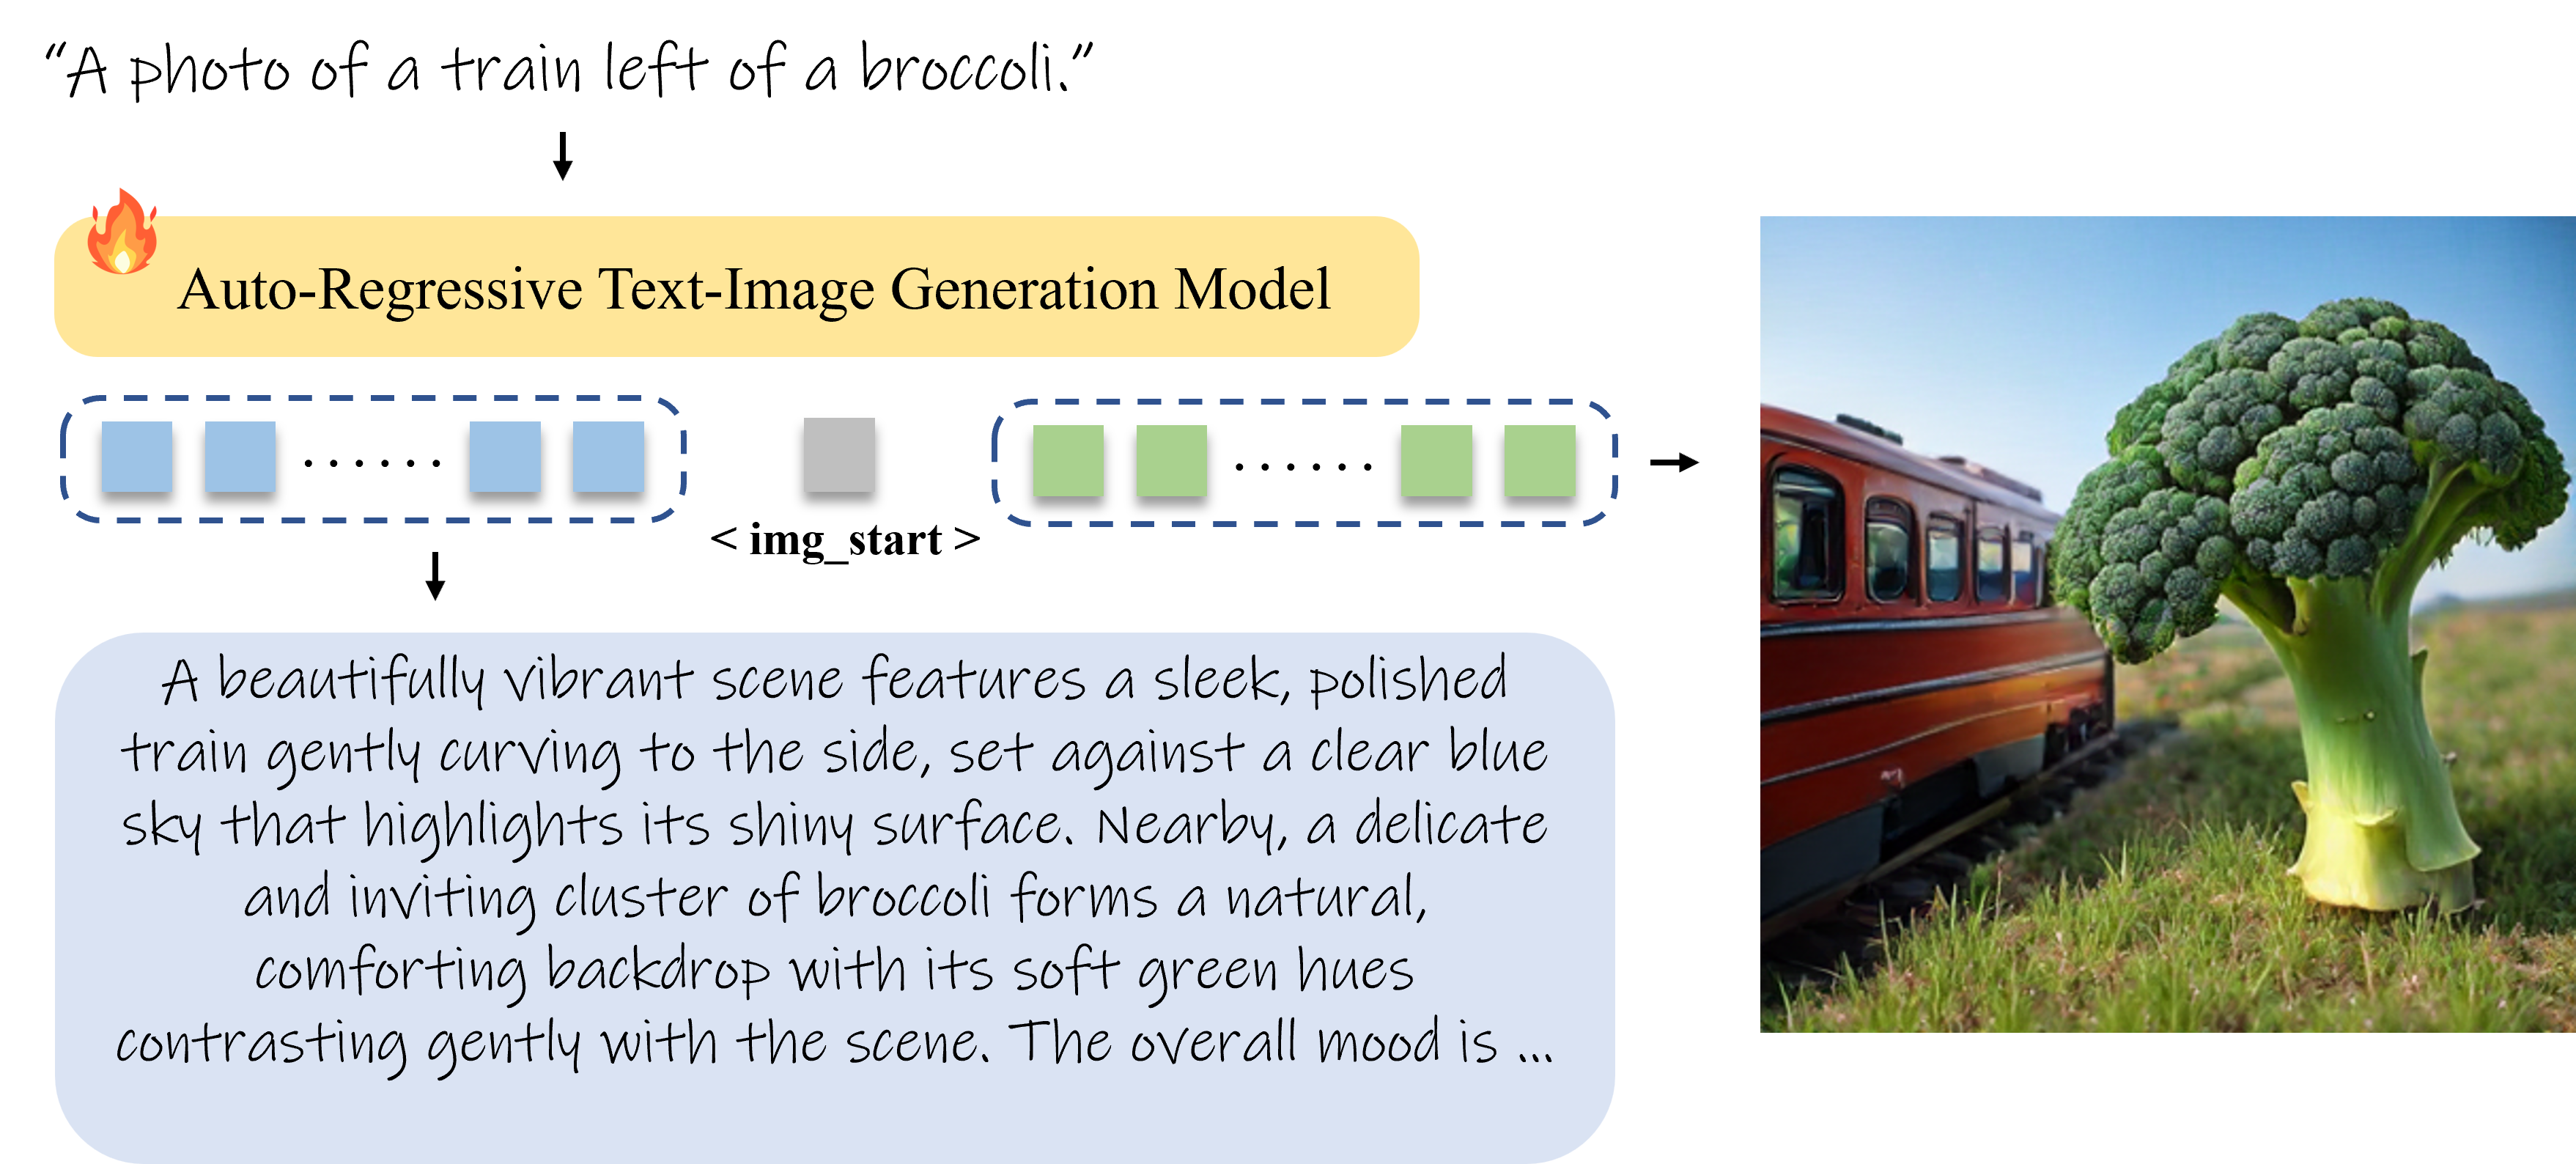 “A photo of a train left of a broccoli.”
Auto-Regressive Text-Image Generation Model
......
......
< img_start >
A beautifully vibrant scene features a sleek, polished
train gently curving to the side, set against a clear blue
sky that highlights its shiny surface. Nearby, a delicate
and inviting cluster of broccoli forms a natural,
comforting backdrop with its soft green hues
contrasting gently with the scene. The overall mood is ...